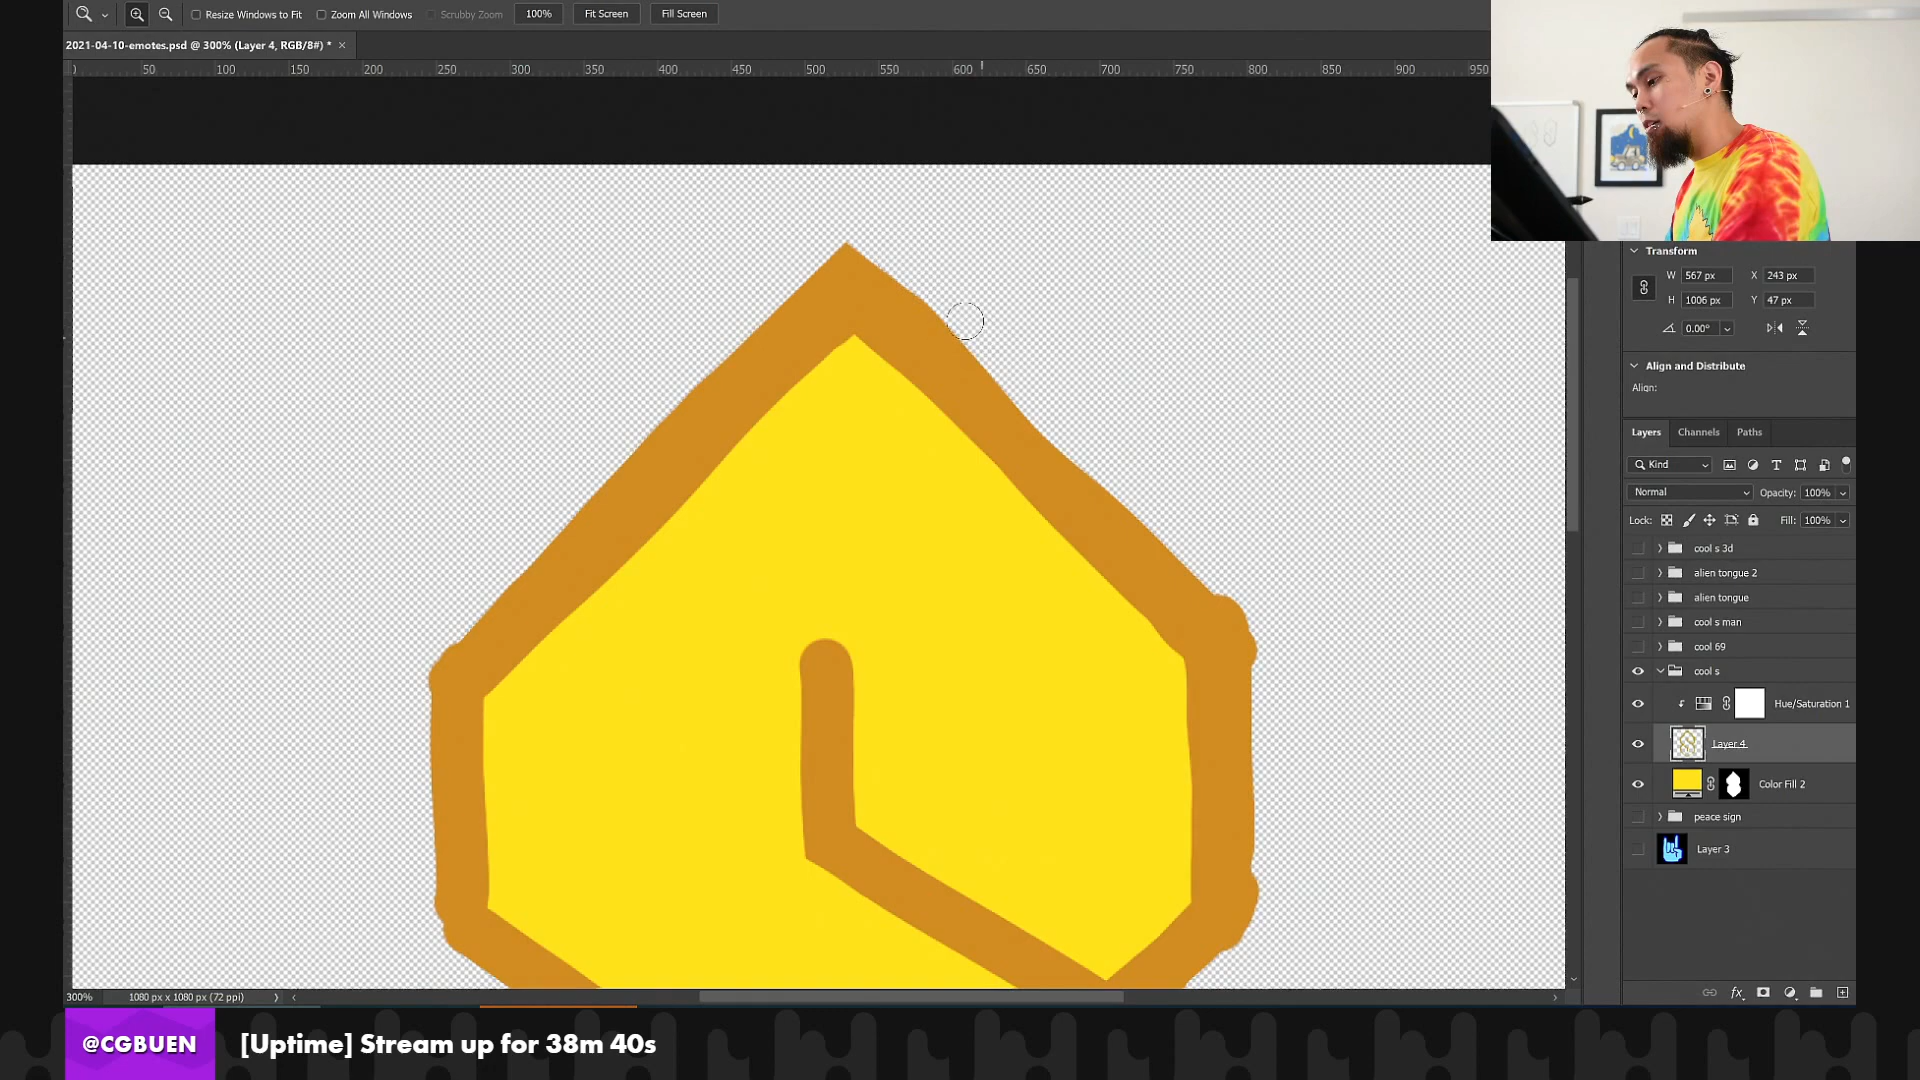 Resize Windows to Fit Zoom All Windows Scrubby Zoom 100% Fit Screen Fill Screen
2021-04-10-emotes.psd @ 300% (Layer 4, RGB/8#) * ×
0 50 100 150 200 250 300 350 400 450 500 550 600 650 700 750 800 850 900 950
Transform
W 567 px X 243 px
H 1006 px Y 47 px
0.00°
Align and Distribute
Align:
Layers Channels Paths
Kind
Normal Opacity: 100%
Lock: Fill: 100%
cool s 3d
alien tongue 2
alien tongue
cool s man
cool 69
cool s
Hue/Saturation 1
Layer 4
Color Fill 2
peace sign
Layer 3
fx
300% 1080 px x 1080 px (72 ppi)
@CGBUEN [Uptime] Stream up for 38m 40s